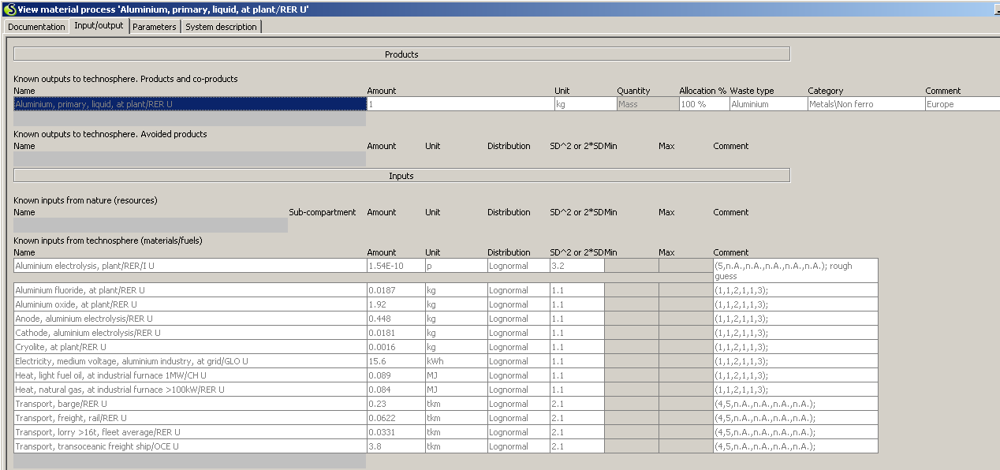 View material process 'Aluminium, primary, liquid, at plant/RER U'
Documentation Input/output Parameters System description
Products
Known outputs to technosphere. Products and co-products
Name Amount Unit Quantity Allocation % Waste type Category Comment
Aluminium, primary, liquid, at plant/RER U 1 kg Mass 100 % Aluminium Metals\Non ferro Europe
Known outputs to technosphere. Avoided products
Name Amount Unit Distribution SD^2 or 2*SD Min Max Comment
Inputs
Known inputs from nature (resources)
Name Sub-compartment Amount Unit Distribution SD^2 or 2*SD Min Max Comment
Known inputs from technosphere (materials/fuels)
Name Amount Unit Distribution SD^2 or 2*SD Min Max Comment
Aluminium electrolysis, plant/RER/I U 1.54E-10 p Lognormal 3.2 (5,n.A.,n.A.,n.A.,n.A.,n.A.); rough
guess
Aluminium fluoride, at plant/RER U 0.0187 kg Lognormal 1.1 (1,1,2,1,1,3);
Aluminium oxide, at plant/RER U 1.92 kg Lognormal 1.1 (1,1,2,1,1,3);
Anode, aluminium electrolysis/RER U 0.448 kg Lognormal 1.1 (1,1,2,1,1,3);
Cathode, aluminium electrolysis/RER U 0.0181 kg Lognormal 1.1 (1,1,2,1,1,3);
Cryolite, at plant/RER U 0.0016 kg Lognormal 1.1 (1,1,2,1,1,3);
Electricity, medium voltage, aluminium industry, at grid/GLO U 15.6 kWh Lognormal 1.1 (1,1,2,1,1,3);
Heat, light fuel oil, at industrial furnace 1MW/CH U 0.089 MJ Lognormal 1.1 (1,1,2,1,1,3);
Heat, natural gas, at industrial furnace >100kW/RER U 0.084 MJ Lognormal 1.1 (1,1,2,1,1,3);
Transport, barge/RER U 0.23 tkm Lognormal 2.1 (4,5,n.A.,n.A.,n.A.,n.A.);
Transport, freight, rail/RER U 0.0622 tkm Lognormal 2.1 (4,5,n.A.,n.A.,n.A.,n.A.);
Transport, lorry >16t, fleet average/RER U 0.0331 tkm Lognormal 2.1 (4,5,n.A.,n.A.,n.A.,n.A.);
Transport, transoceanic freight ship/OCE U 3.8 tkm Lognormal 2.1 (4,5,n.A.,n.A.,n.A.,n.A.);